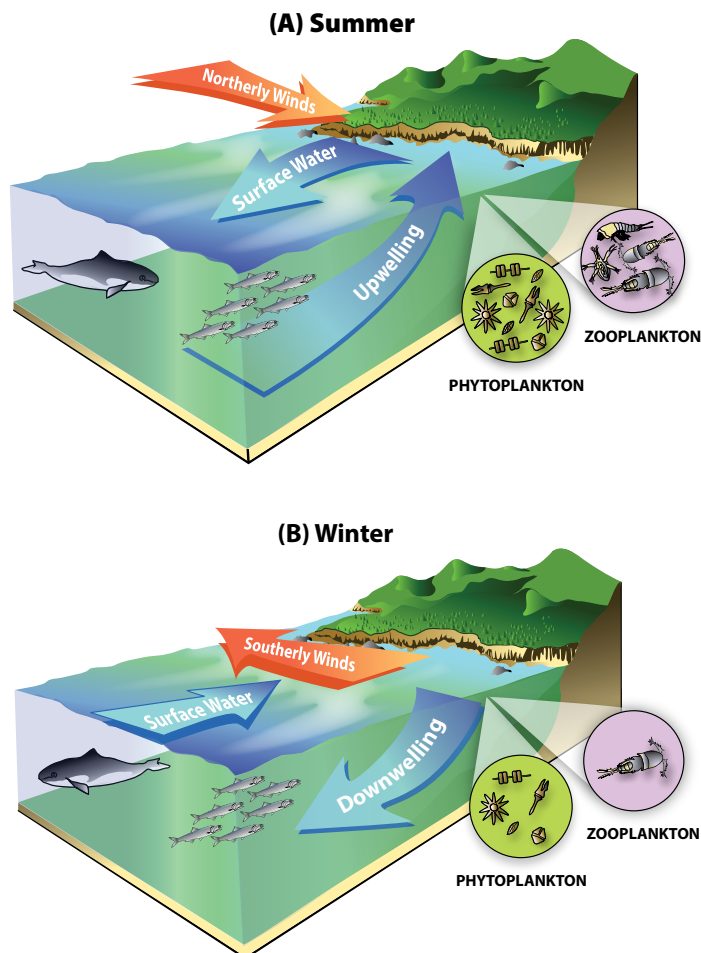 (A) Summer
Northerly Winds
Surface Water
Upwelling
ZOOPLANKTON
PHYTOPLANKTON
(B) Winter
Southerly Winds
Surface Water
Downwelling
ZOOPLANKTON
PHYTOPLANKTON